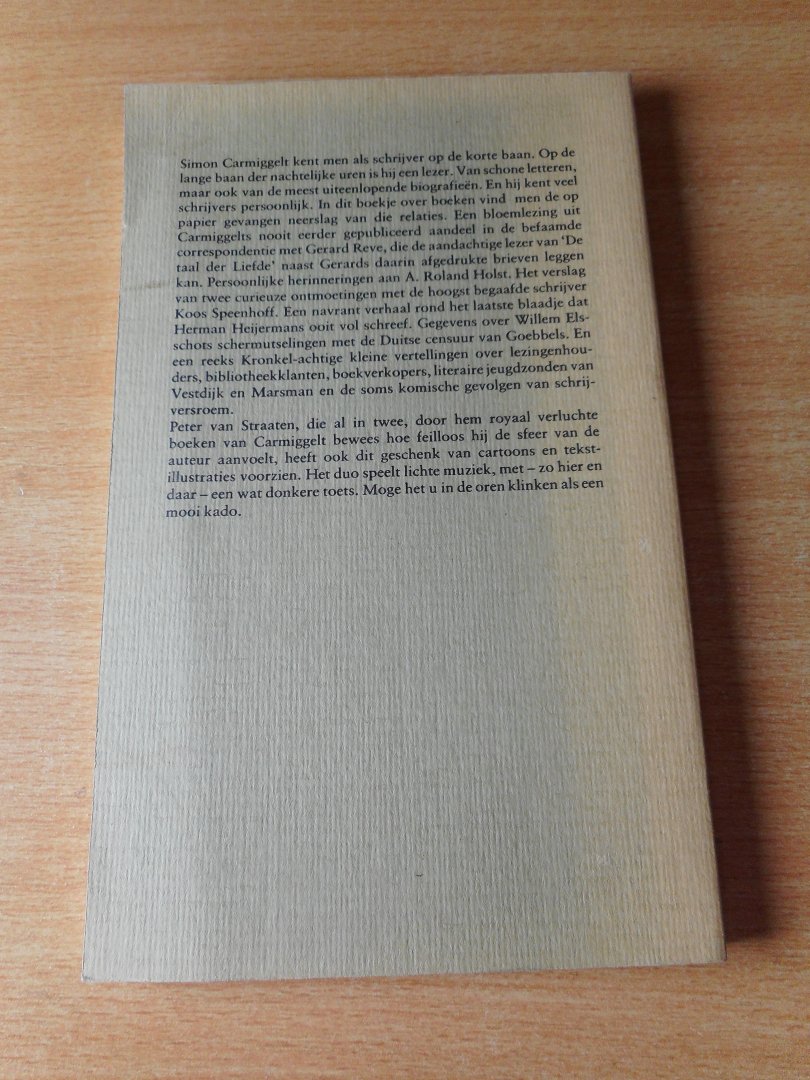 Simon Carmiggelt kent men als schrijver op de korte baan. Op de
lange baan der nachtelijke uren is hij een lezer. Van schone letteren,
maar ook van de meest uiteenlopende biografieën. En hij kent veel
schrijvers persoonlijk. In dit boekje over boeken vind men de op
papier gevangen neerslag van die relaties. Een bloemlezing uit
Carmiggelts nooit eerder gepubliceerd aandeel in de befaamde
correspondentie met Gerard Reve, die de aandachtige lezer van ‘De
taal der Liefde’ naast Gerards daarin afgedrukte brieven leggen
kan. Persoonlijke herinneringen aan A. Roland Holst. Het verslag
van twee curieuze ontmoetingen met de hoogst begaafde schrijver
Koos Speenhoff. Een navrant verhaal rond het laatste blaadje dat
Herman Heijermans ooit vol schreef. Gegevens over Willem Els-
schots schermutselingen met de Duitse censuur van Goebbels. En
een reeks Kronkel-achtige kleine vertellingen over lezingenhou-
ders, bibliotheekklanten, boekverkopers, literaire jeugdzonden van
Vestdijk en Marsman en de soms komische gevolgen van schrij-
versroem.
Peter van Straaten, die al in twee, door hem royaal verluchte
boeken van Carmiggelt bewees hoe feilloos hij de sfeer van de
auteur aanvoelt, heeft ook dit geschenk van cartoons en tekst-
illustraties voorzien. Het duo speelt lichte muziek, met – zo hier en
daar – een wat donkere toets. Moge het u in de oren klinken als een
mooi kado.